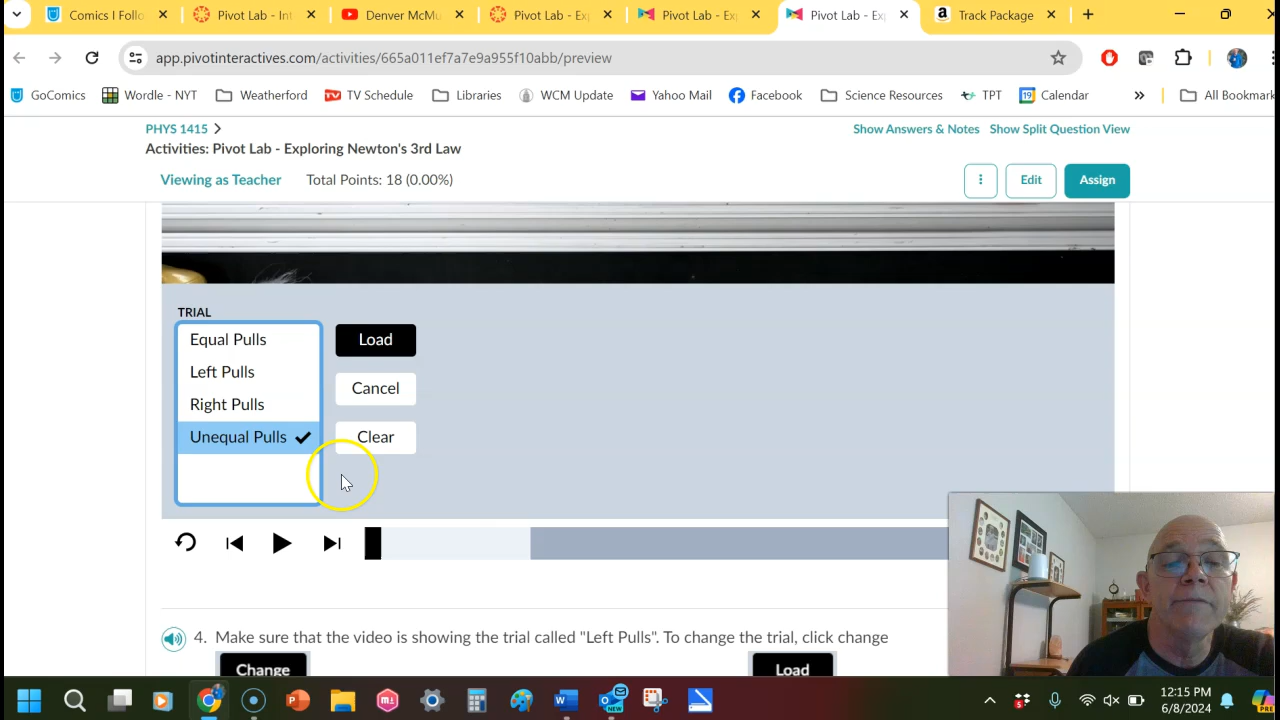 Comics I Follo
Pivot Lab - Int
Denver McMu
Pivot Lab - Exp
Pivot Lab - Exp
Pivot Lab - Exp
Track Package
app.pivotinteractives.com/activities/665a011ef7a7e9a955f10abb/preview
GoComics
Wordle - NYT
Weatherford
TV Schedule
Libraries
WCM Update
Yahoo Mail
Facebook
Science Resources
TPT
Calendar
»
All Bookmark
PHYS 1415 >
Show Answers & Notes
Show Split Question View
Activities: Pivot Lab - Exploring Newton's 3rd Law
Viewing as Teacher
Total Points: 18 (0.00%)
Edit
Assign
TRIAL
Equal Pulls
Left Pulls
Right Pulls
Unequal Pulls
Load
Cancel
Clear
4. Make sure that the video is showing the trial called "Left Pulls". To change the trial, click change
Change
Load
12:15 PM
6/8/2024